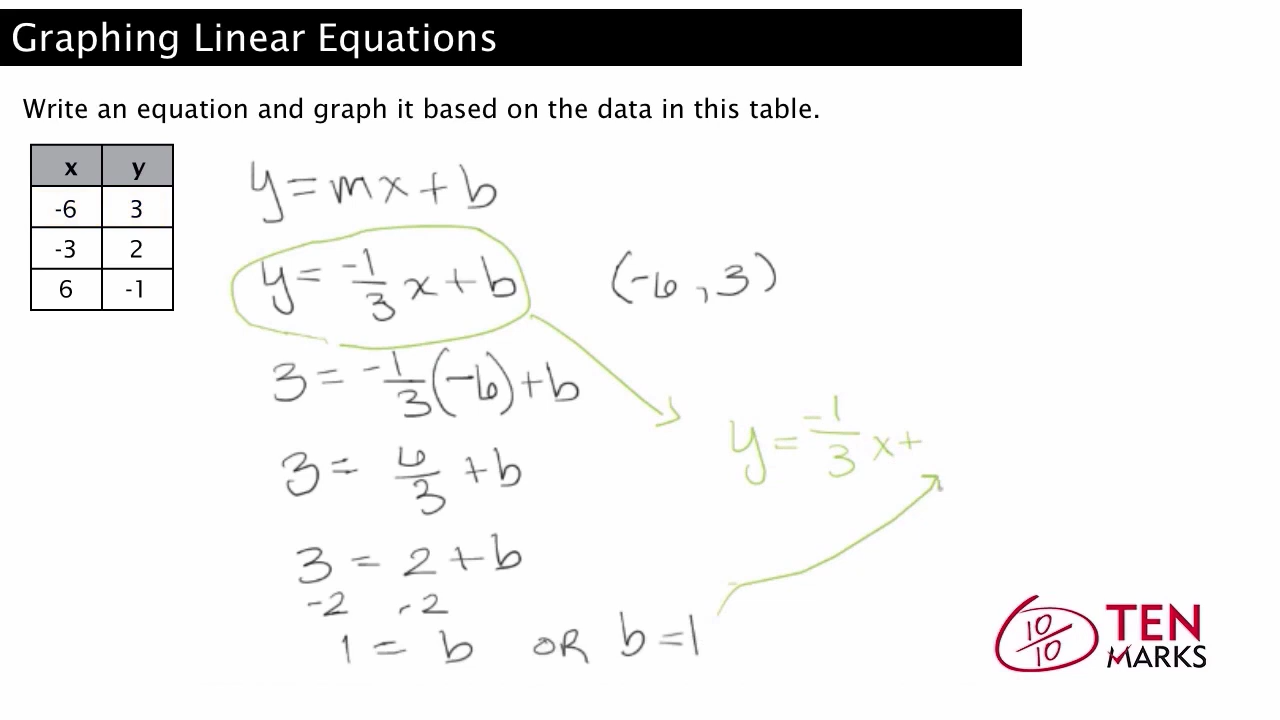 Graphing Linear Equations
Write an equation and graph it based on the data in this table.
x y
-6 3
-3 2
6 -1
y = mx + b
y = -1/3 x + b
(-6, 3)
3 = -1/3 (-6) + b
y = -1/3 x +
3 = 6/3 + b
3 = 2 + b
-2 -2
1 = b OR b = 1
10/10 TEN MARKS